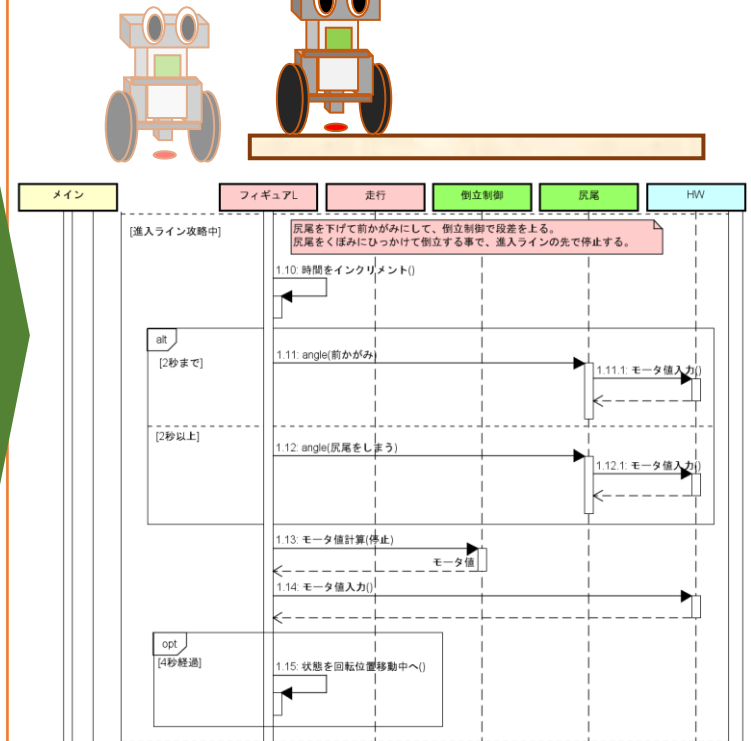 メイン
フィギュアL
走行
倒立制御
尻尾
HW
[進入ライン攻略中]
尻尾を下げて前かがみにして、倒立制御で段差を上る。
尻尾をくぼみにひっかけて倒立する事で、進入ラインの先で停止する。
1.10: 時間をインクリメント()
alt
[2秒まで]
1.11: angle(前かがみ)
1.11.1: モータ値入力()
[2秒以上]
1.12: angle(尻尾をしまう)
1.12.1: モータ値入力()
1.13: モータ値計算(停止)
モータ値
1.14: モータ値入力()
opt
[4秒経過]
1.15: 状態を回転位置移動中へ()